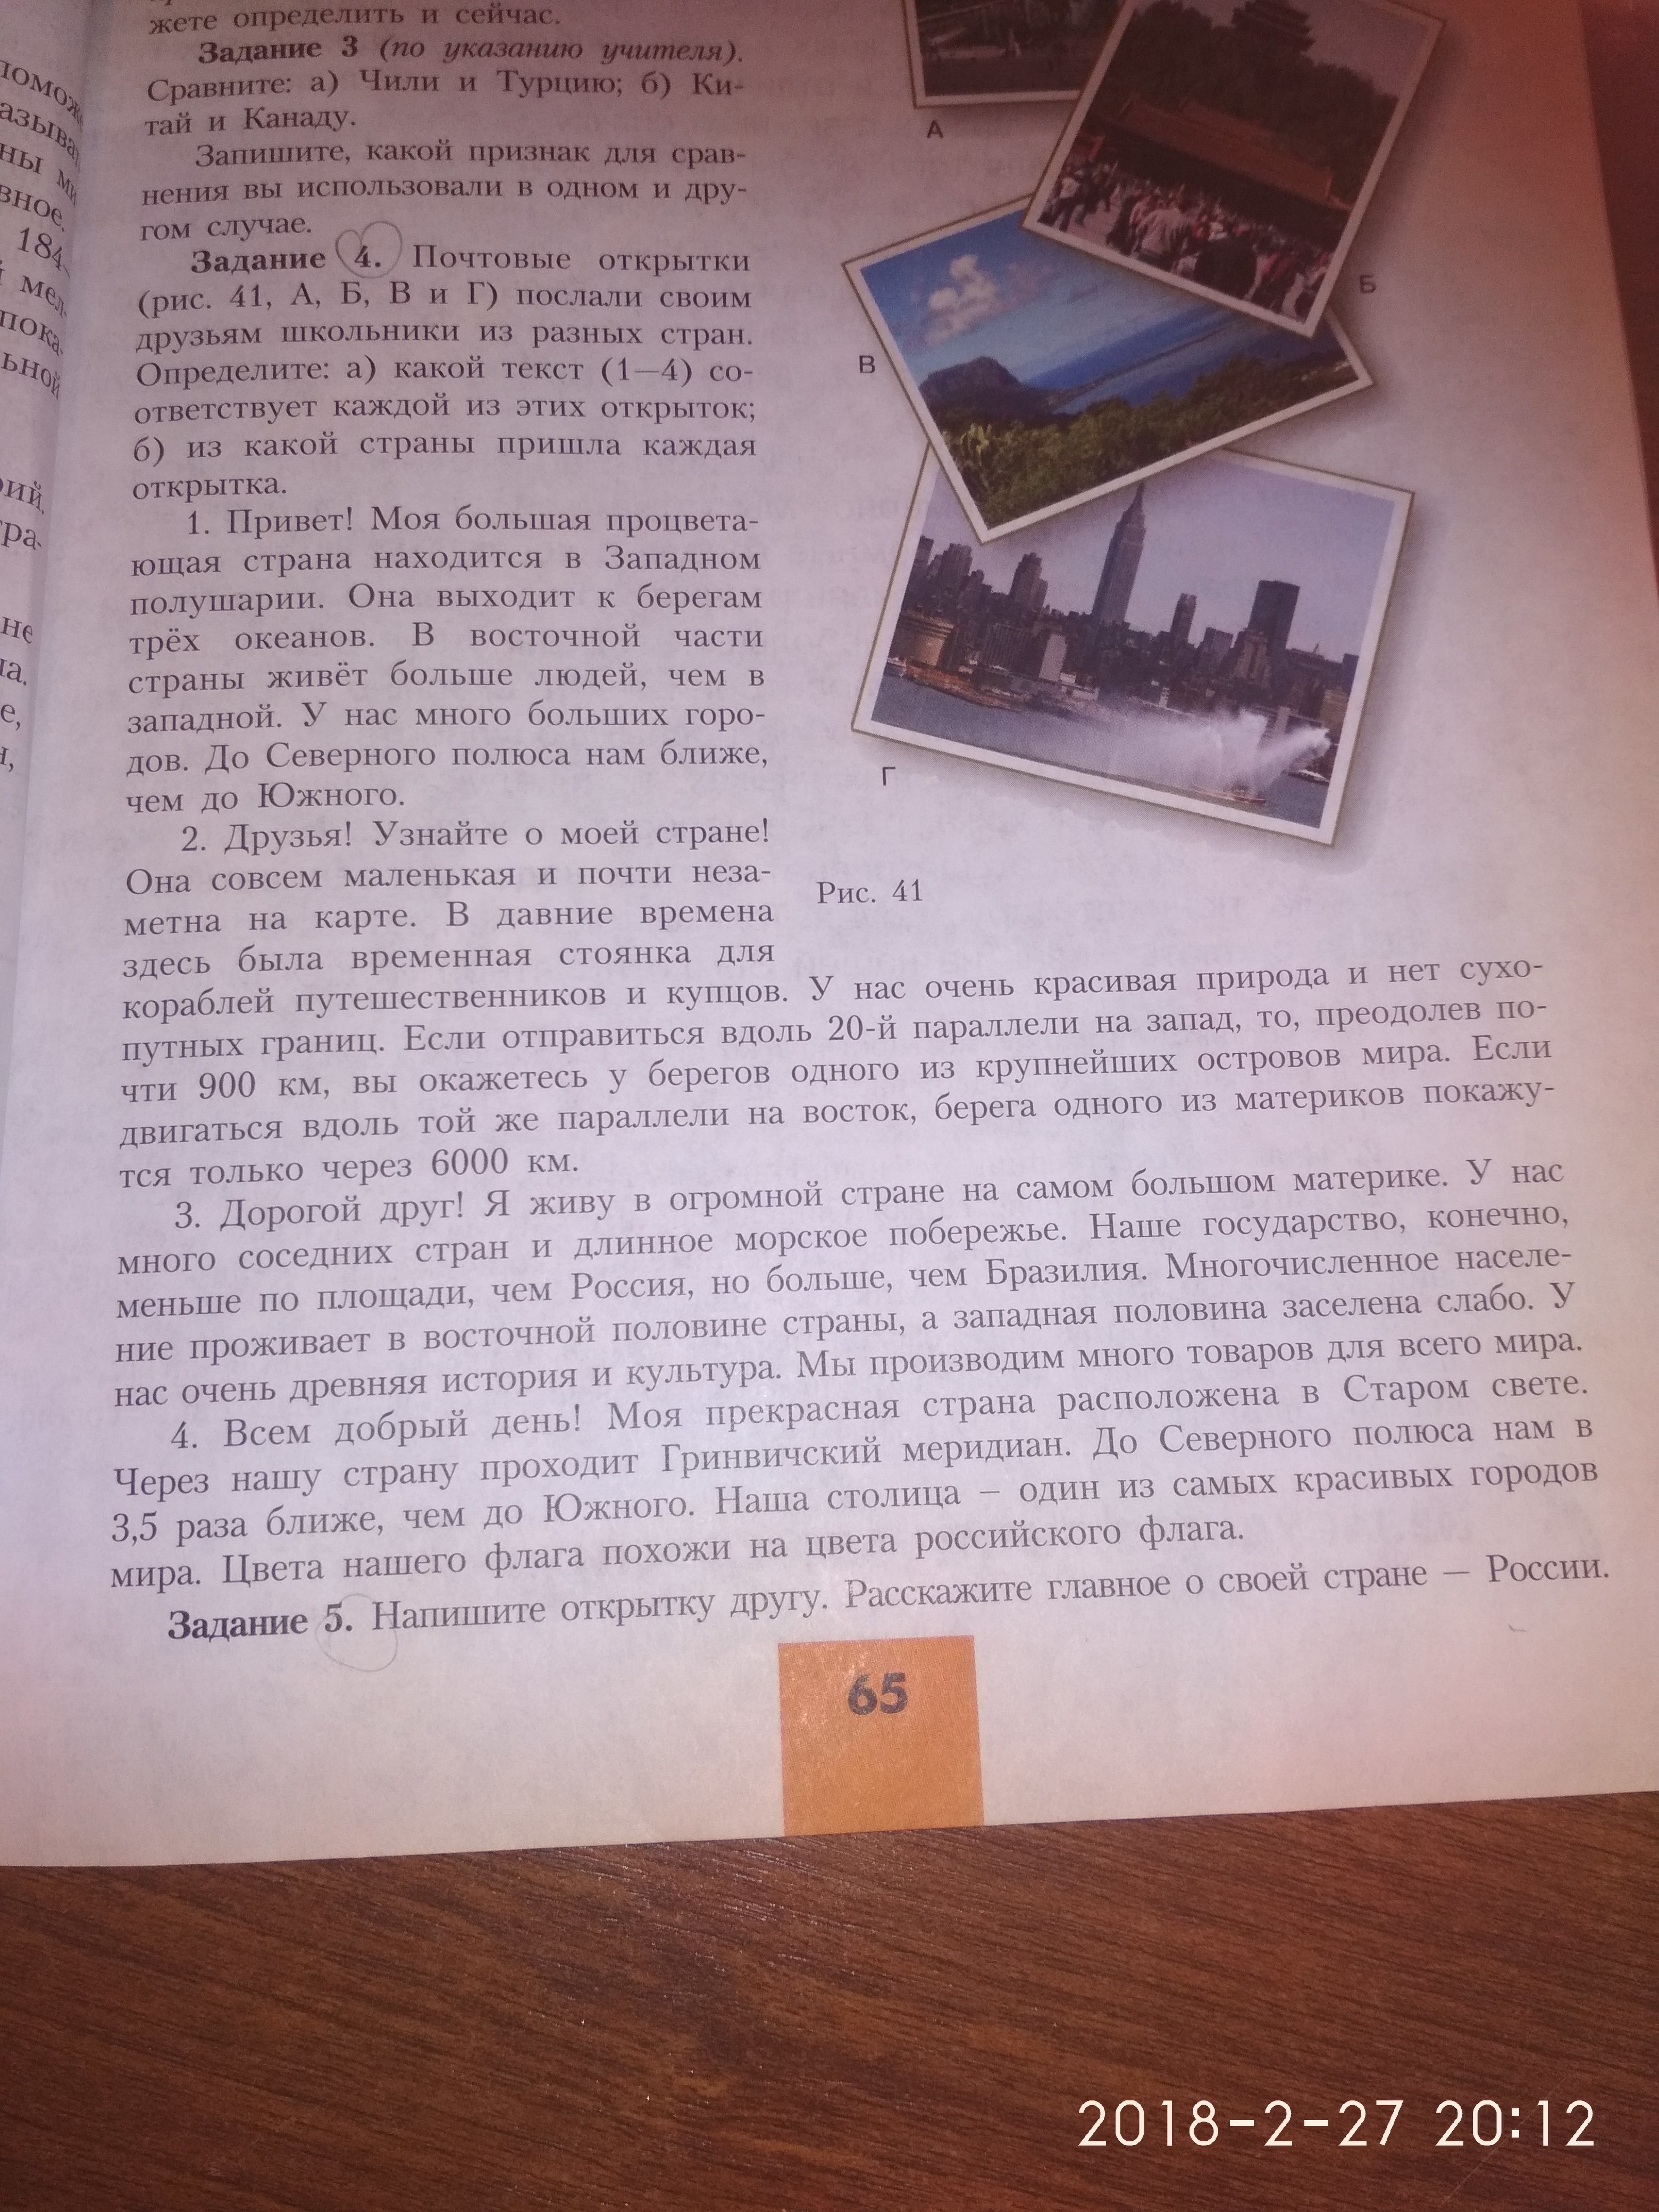 жете определить и сейчас.
Задание 3 (по указанию учителя).
Сравните: а) Чили и Турцию; б) Ки-
тай и Канаду.
Запишите, какой признак для срав-
нения вы использовали в одном и дру-
гом случае.
Задание 4. Почтовые открытки
(рис. 41, А, Б, В и Г) послали своим
друзьям школьники из разных стран.
Определите: а) какой текст (1—4) со-
ответствует каждой из этих открыток;
б) из какой страны пришла каждая
открытка.
1. Привет! Моя большая процвета-
ющая страна находится в Западном
полушарии. Она выходит к берегам
трёх океанов. В восточной части
страны живёт больше людей, чем в
западной. У нас много больших горо-
дов. До Северного полюса нам ближе,
чем до Южного.
2. Друзья! Узнайте о моей стране!
Она совсем маленькая и почти неза-
метна на карте. В давние времена
здесь была временная стоянка для
кораблей путешественников и купцов. У нас очень красивая природа и нет сухо-
путных границ. Если отправиться вдоль 20-й параллели на запад, то, преодолев по-
чти 900 км, вы окажетесь у берегов одного из крупнейших островов мира. Если
двигаться вдоль той же параллели на восток, берега одного из материков покажу-
тся только через 6000 км.
3. Дорогой друг! Я живу в огромной стране на самом большом материке. У нас
много соседних стран и длинное морское побережье. Наше государство, конечно,
меньше по площади, чем Россия, но больше, чем Бразилия. Многочисленное населе-
ние проживает в восточной половине страны, а западная половина заселена слабо. У
нас очень древняя история и культура. Мы производим много товаров для всего мира.
4. Всем добрый день! Моя прекрасная страна расположена в Старом свете.
Через нашу страну проходит Гринвичский меридиан. До Северного полюса нам в
3,5 раза ближе, чем до Южного. Наша столица – один из самых красивых городов
мира. Цвета нашего флага похожи на цвета российского флага.
Задание 5. Напишите открытку другу. Расскажите главное о своей стране — России.
А
Б
В
Г
Рис. 41
65
184-
2018-2-27 20:12